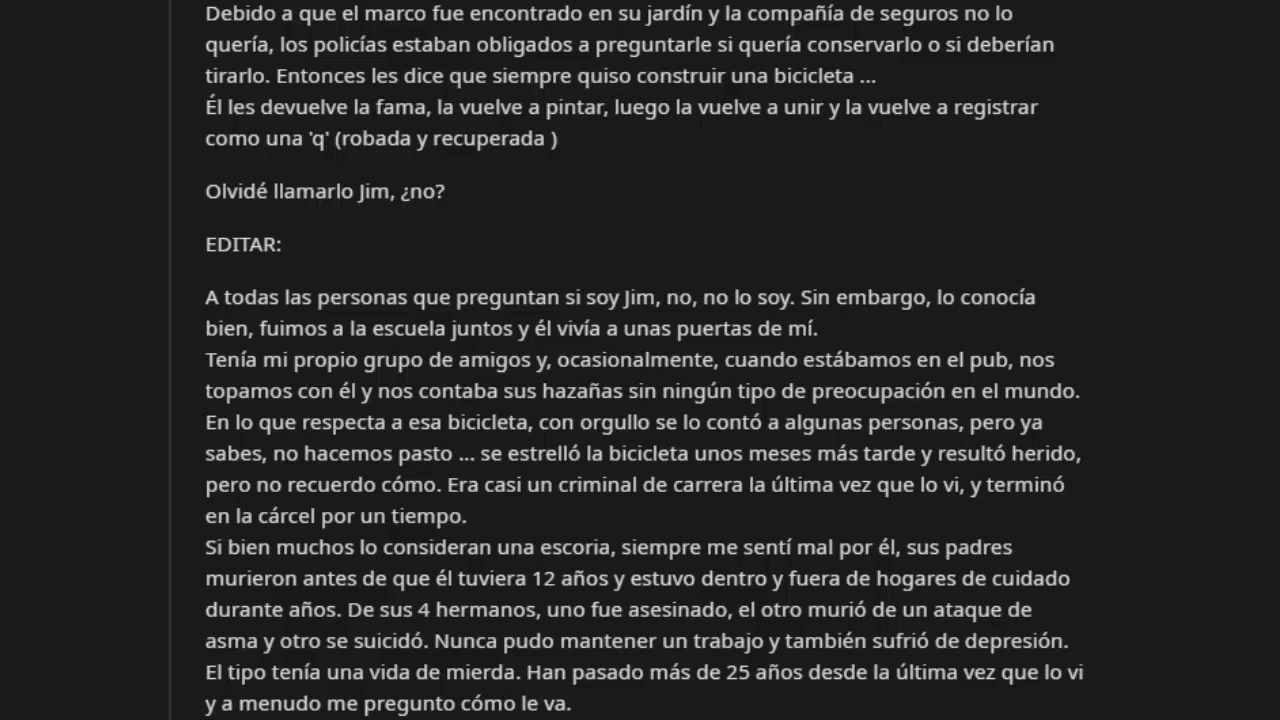 Debido a que el marco fue encontrado en su jardín y la compañía de seguros no lo
quería, los policías estaban obligados a preguntarle si quería conservarlo o si deberían
tirarlo. Entonces les dice que siempre quiso construir una bicicleta ...
Él les devuelve la fama, la vuelve a pintar, luego la vuelve a unir y la vuelve a registrar
como una 'q' (robada y recuperada )
Olvidé llamarlo Jim, ¿no?
EDITAR:
A todas las personas que preguntan si soy Jim, no, no lo soy. Sin embargo, lo conocía
bien, fuimos a la escuela juntos y él vivía a unas puertas de mí.
Tenía mi propio grupo de amigos y, ocasionalmente, cuando estábamos en el pub, nos
topamos con él y nos contaba sus hazañas sin ningún tipo de preocupación en el mundo.
En lo que respecta a esa bicicleta, con orgullo se lo contó a algunas personas, pero ya
sabes, no hacemos pasto ... se estrelló la bicicleta unos meses más tarde y resultó herido,
pero no recuerdo cómo. Era casi un criminal de carrera la última vez que lo vi, y terminó
en la cárcel por un tiempo.
Si bien muchos lo consideran una escoria, siempre me sentí mal por él, sus padres
murieron antes de que él tuviera 12 años y estuvo dentro y fuera de hogares de cuidado
durante años. De sus 4 hermanos, uno fue asesinado, el otro murió de un ataque de
asma y otro se suicidó. Nunca pudo mantener un trabajo y también sufrió de depresión.
El tipo tenía una vida de mierda. Han pasado más de 25 años desde la última vez que lo vi
y a menudo me pregunto cómo le va.